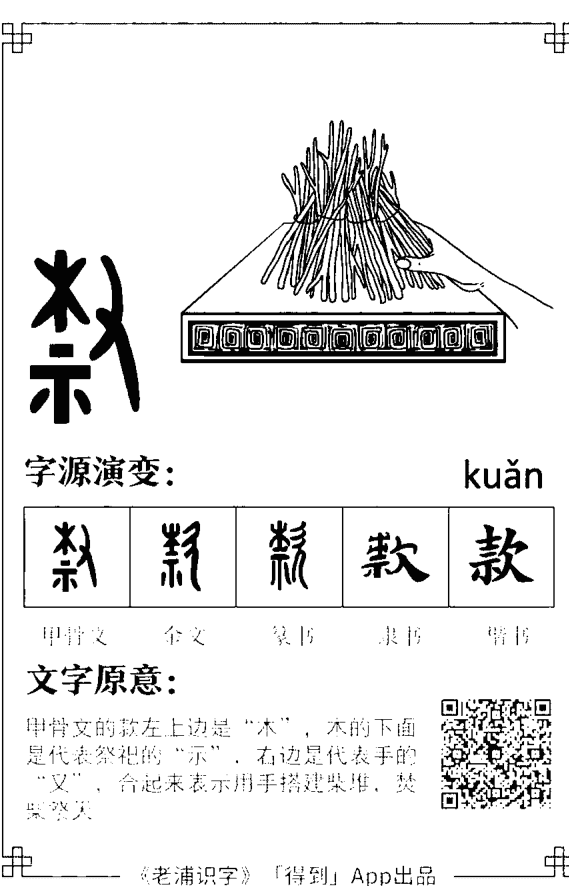 字源演变： kuǎn
款 款 款 款 款
甲骨文 金文 篆书 隶书 楷书
文字原意：
甲骨文的款左上边是“木”，木的下面
是代表祭祀的“示”，右边是代表手的
“又”，合起来表示用手搭建柴堆，焚
柴祭天
《老浦识字》「得到」App出品